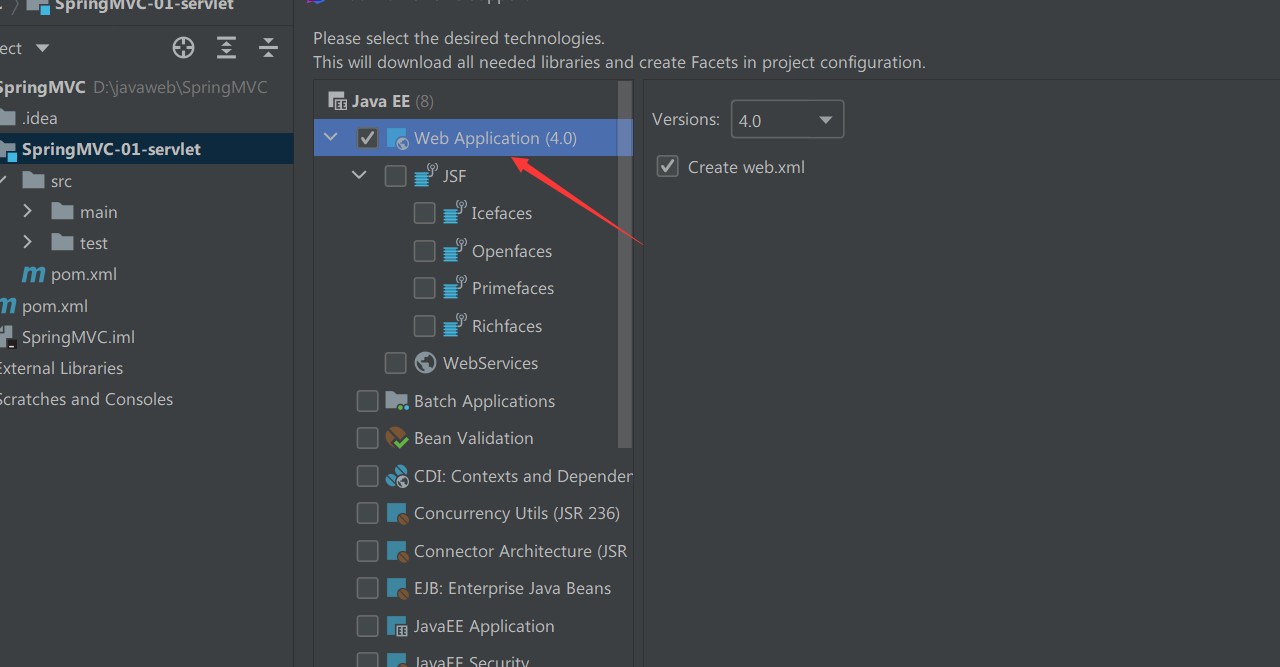 SpringMVC-01-servlet
ect
SpringMVC D:\javaweb\SpringMVC
.idea
SpringMVC-01-servlet
src
main
test
pom.xml
pom.xml
SpringMVC.iml
External Libraries
Scratches and Consoles
Please select the desired technologies.
This will download all needed libraries and create Facets in project configuration.
Java EE (8)
Web Application (4.0)
JSF
Icefaces
Openfaces
Primefaces
Richfaces
WebServices
Batch Applications
Bean Validation
CDI: Contexts and Dependen
Concurrency Utils (JSR 236)
Connector Architecture (JSR
EJB: Enterprise Java Beans
JavaEE Application
JavaEE Security
Versions: 4.0
Create web.xml